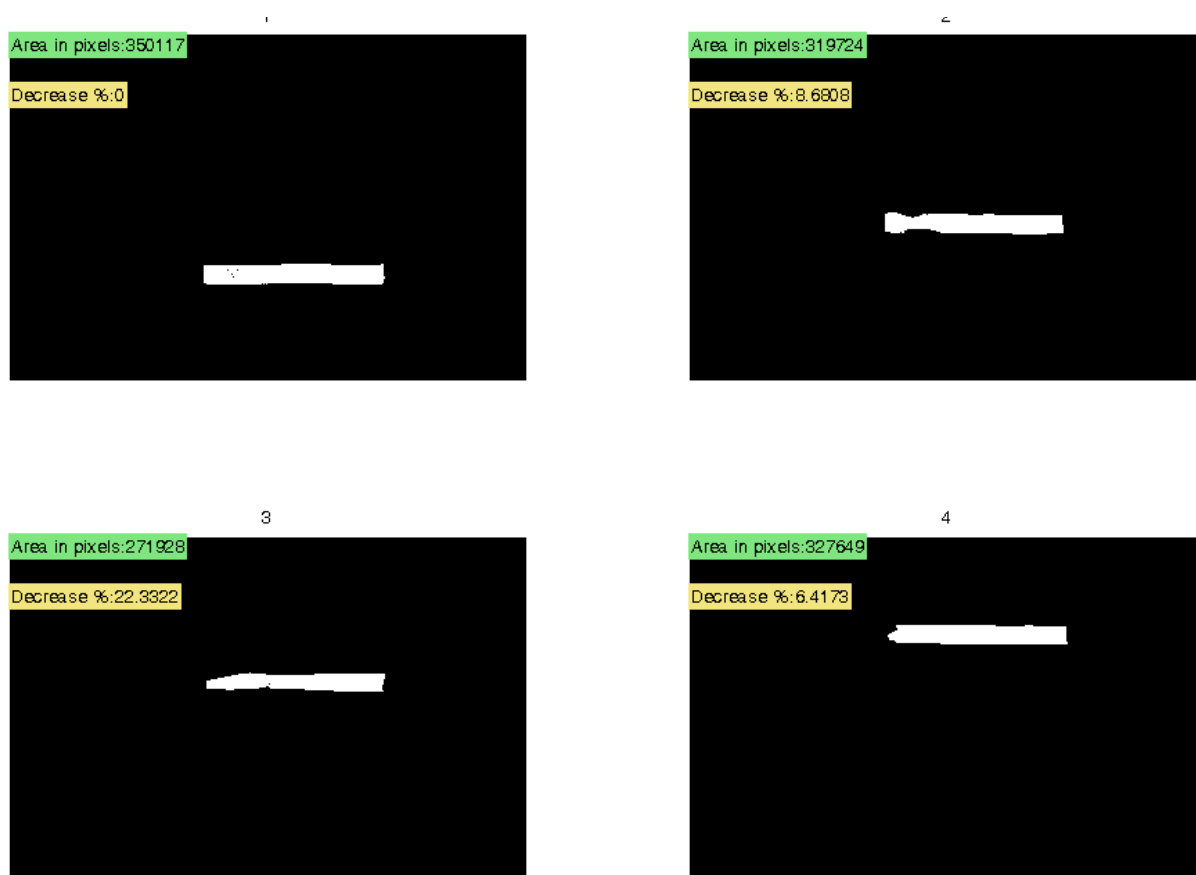 Area in pixels:350117
Decrease %:0
Area in pixels:319724
Decrease %:8.6808
3
Area in pixels:271928
Decrease %:22.3322
4
Area in pixels:327649
Decrease %:6.4173